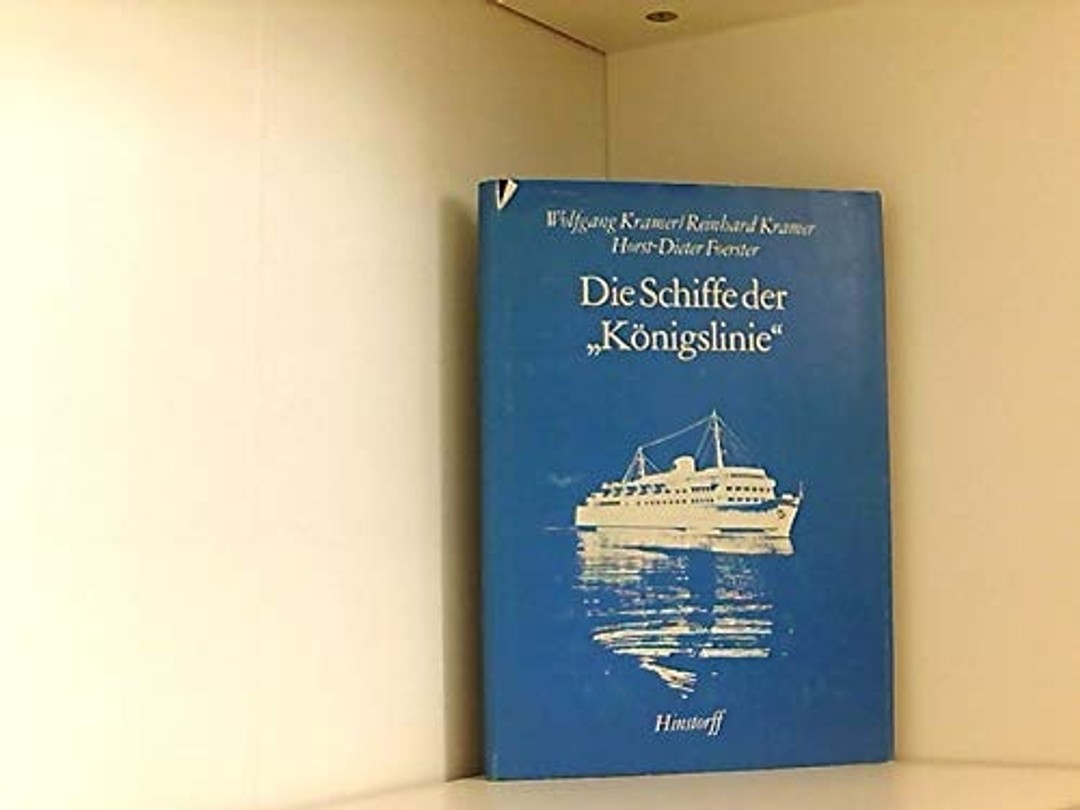 Wolfgang Kramer/Reinhard Kramer
Horst-Dieter Foerster
Die Schiffe der
„Königslinie“
Hinstorff